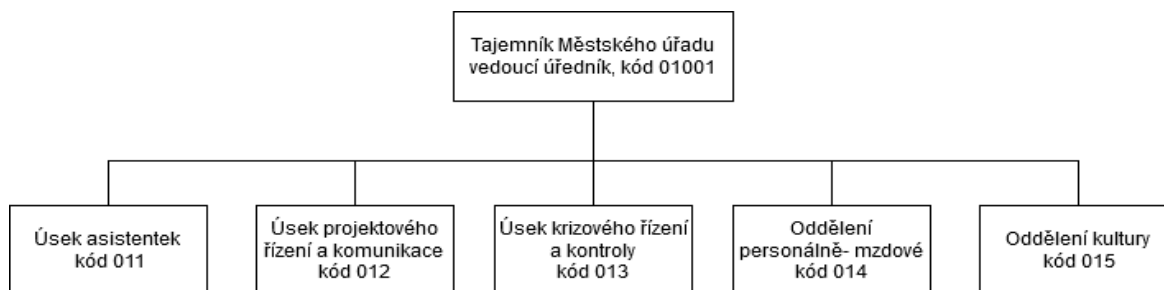 Tajemník Městského úřadu
vedoucí úředník, kód 01001
Úsek asistentek
kód 011
Úsek projektového
řízení a komunikace
kód 012
Úsek krizového řízení
a kontroly
kód 013
Oddělení
personálně- mzdové
kód 014
Oddělení kultury
kód 015